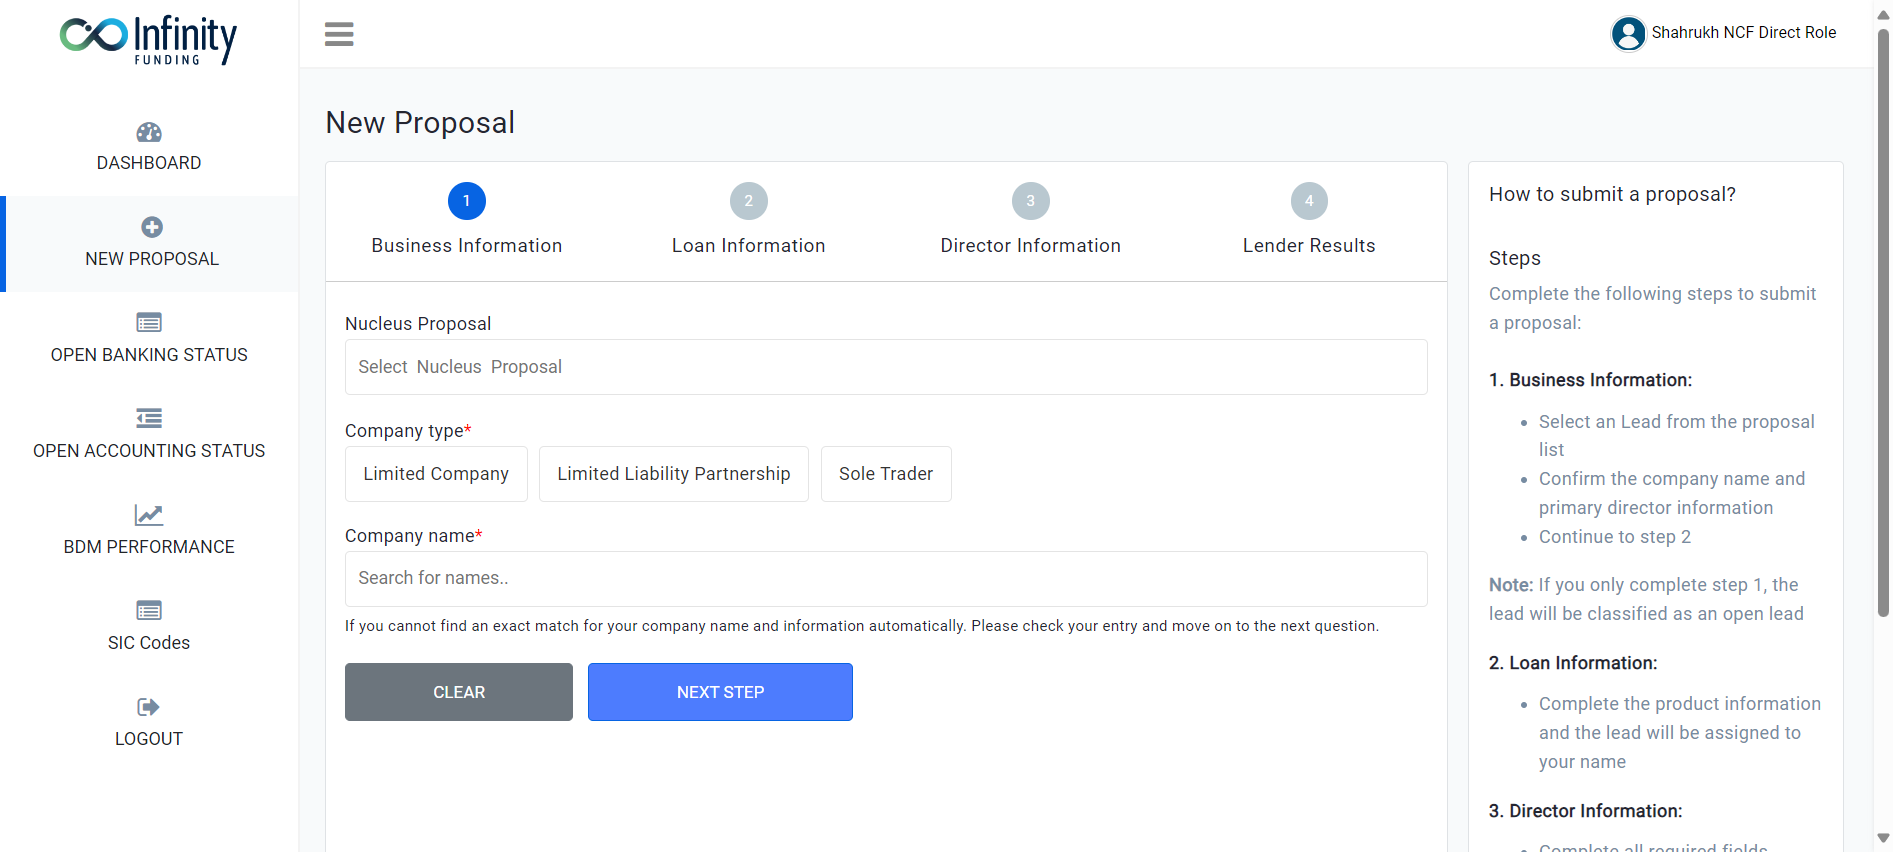 Infinity
FUNDING
Shahrukh NCF Direct Role
DASHBOARD
NEW PROPOSAL
OPEN BANKING STATUS
OPEN ACCOUNTING STATUS
BDM PERFORMANCE
SIC Codes
LOGOUT
New Proposal
1
Business Information
2
Loan Information
3
Director Information
4
Lender Results
Nucleus Proposal
Select Nucleus Proposal
Company type*
Limited Company
Limited Liability Partnership
Sole Trader
Company name*
Search for names..
If you cannot find an exact match for your company name and information automatically. Please check your entry and move on to the next question.
CLEAR
NEXT STEP
How to submit a proposal?
Steps
Complete the following steps to submit
a proposal:
1. Business Information:
• Select an Lead from the proposal
list
• Confirm the company name and
primary director information
• Continue to step 2
Note: If you only complete step 1, the
lead will be classified as an open lead
2. Loan Information:
• Complete the product information
and the lead will be assigned to
your name
3. Director Information:
• Complete all required fields